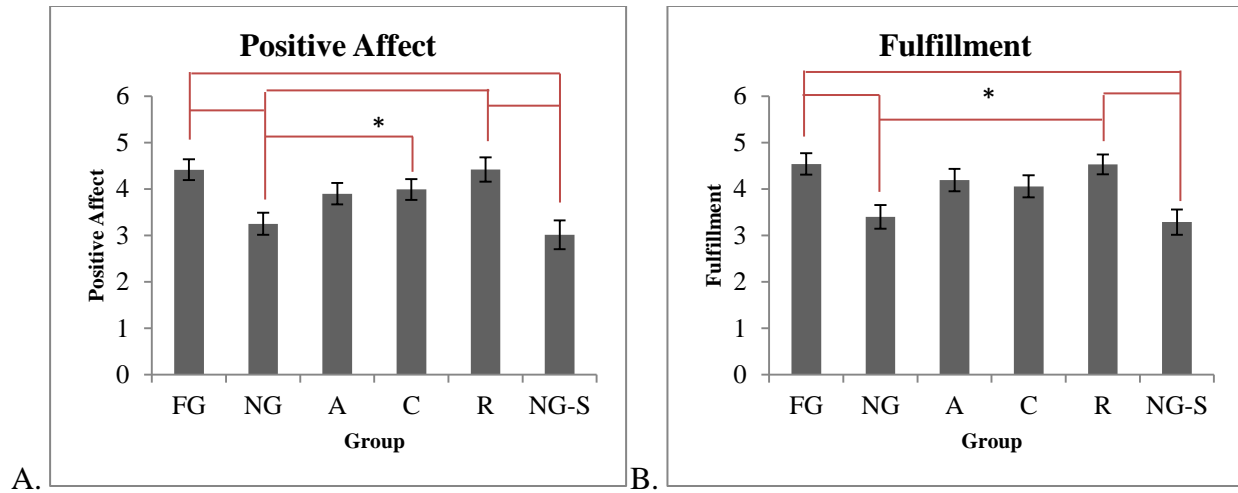 Positive Affect
*
6
5
4
3
2
1
0
Positive Affect
FG NG A C R NG-S
Group
A.
Fulfillment
*
6
5
4
3
2
1
0
Fulfillment
FG NG A C R NG-S
Group
B.